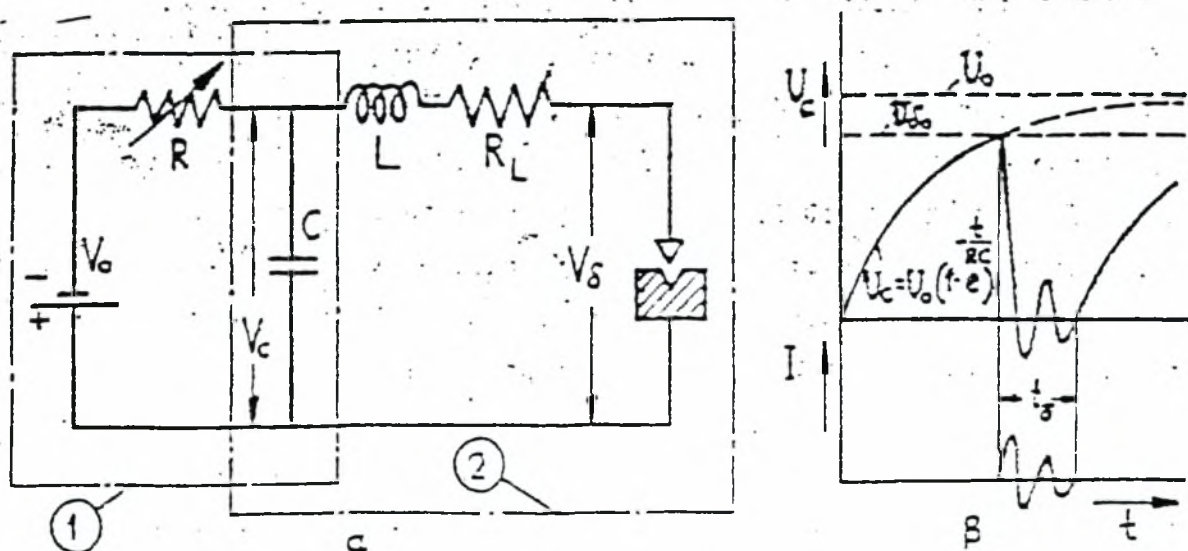 R
L
R_L
C
V_o
-
+
V_c
V_δ
1
2
a
U_c
U_o
U_δo
U_c=U_o(1-e^{-t/RC})
I
t_δ
t
β